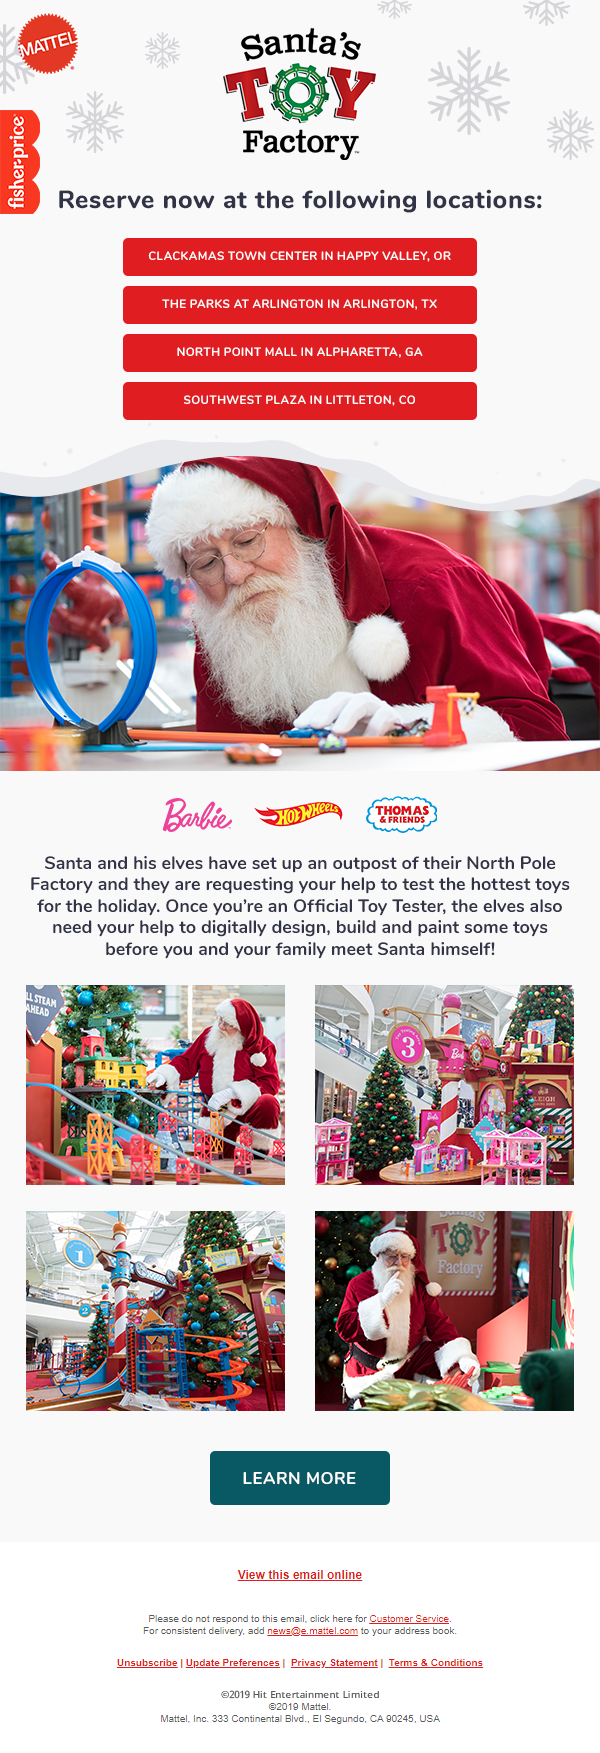 MATTEL
Santa's
TOY
Factory
fisher-price
Reserve now at the following locations:
CLACKAMAS TOWN CENTER IN HAPPY VALLEY, OR
THE PARKS AT ARLINGTON IN ARLINGTON, TX
NORTH POINT MALL IN ALPHARETTA, GA
SOUTHWEST PLAZA IN LITTLETON, CO
Barbie
HOT WHEELS
THOMAS
& FRIENDS
Santa and his elves have set up an outpost of their North Pole
Factory and they are requesting your help to test the hottest toys
for the holiday. Once you're an Official Toy Tester, the elves also
need your help to digitally design, build and paint some toys
before you and your family meet Santa himself!
STEAM
AHEAD
3
Barbie
1
2
Santa's
TOY
Factory
LEARN MORE
View this email online
Please do not respond to this email, click here for Customer Service.
For consistent delivery, add news@e.mattel.com to your address book.
Unsubscribe | Update Preferences | Privacy Statement | Terms & Conditions
©2019 Hit Entertainment Limited
©2019 Mattel.
Mattel, Inc. 333 Continental Blvd., El Segundo, CA 90245, USA